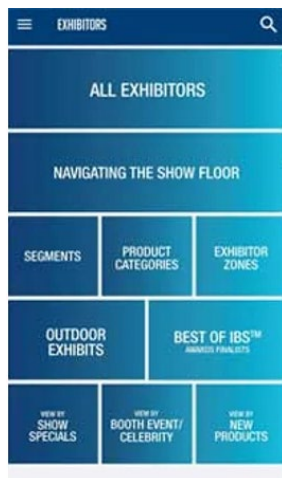 EXHIBITORS
ALL EXHIBITORS
NAVIGATING THE SHOW FLOOR
SEGMENTS
PRODUCT
CATEGORIES
EXHIBITOR
ZONES
OUTDOOR
EXHIBITS
BEST OF IBS™
AWARDS FINALISTS
VIEW BY
SHOW
SPECIALS
VIEW BY
BOOTH EVENT/
CELEBRITY
VIEW BY
NEW
PRODUCTS